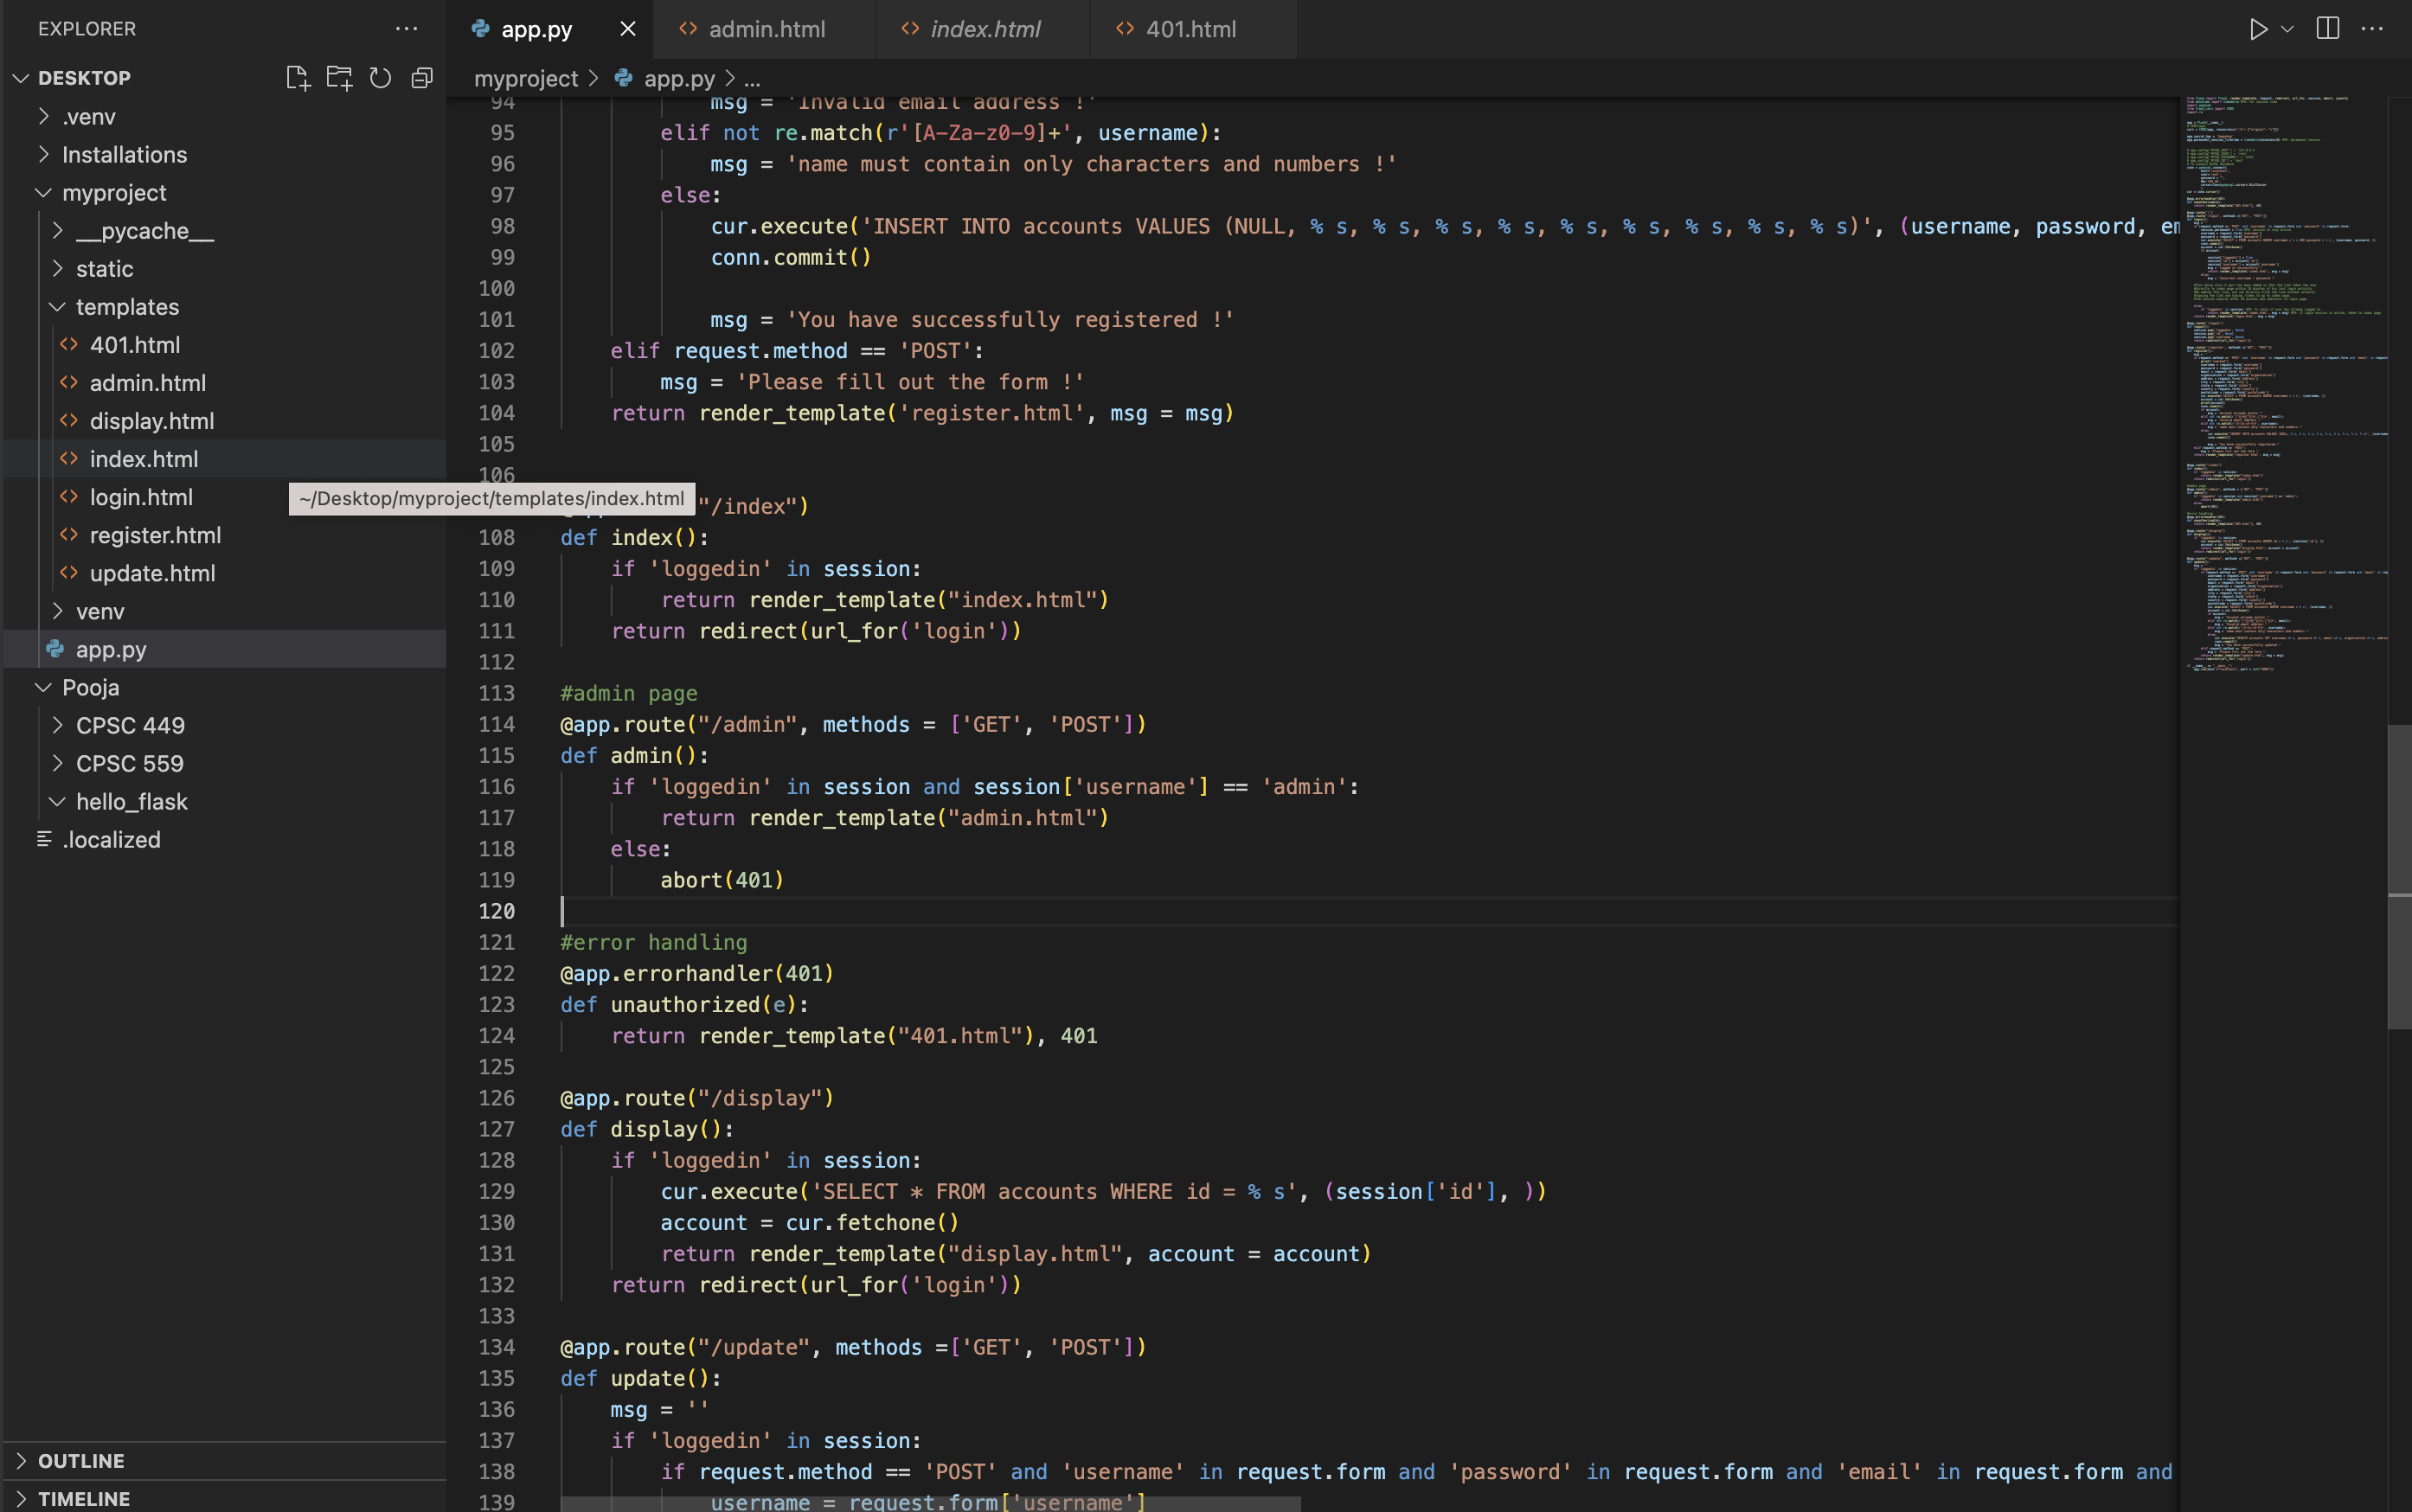 EXPLORER
DESKTOP
.venv
Installations
myproject
__pycache__
static
templates
401.html
admin.html
display.html
index.html
login.html
register.html
update.html
venv
app.py
Pooja
CPSC 449
CPSC 559
hello_flask
.localized
OUTLINE
TIMELINE
app.py
admin.html
index.html
401.html
myproject > app.py > ...
94 msg = 'Invalid email address !'
95 elif not re.match(r'[A-Za-z0-9]+', username):
96 msg = 'name must contain only characters and numbers !'
97 else:
98 cur.execute('INSERT INTO accounts VALUES (NULL, % s, % s, % s, % s, % s, % s, % s, % s, % s)', (username, password, em
99 conn.commit()
100
101 msg = 'You have successfully registered !'
102 elif request.method == 'POST':
103 msg = 'Please fill out the form !'
104 return render_template('register.html', msg = msg)
105
106
~/Desktop/myproject/templates/index.html
"/index")
108 def index():
109 if 'loggedin' in session:
110 return render_template("index.html")
111 return redirect(url_for('login'))
112
113 #admin page
114 @app.route("/admin", methods = ['GET', 'POST'])
115 def admin():
116 if 'loggedin' in session and session['username'] == 'admin':
117 return render_template("admin.html")
118 else:
119 abort(401)
120
121 #error handling
122 @app.errorhandler(401)
123 def unauthorized(e):
124 return render_template("401.html"), 401
125
126 @app.route("/display")
127 def display():
128 if 'loggedin' in session:
129 cur.execute('SELECT * FROM accounts WHERE id = % s', (session['id'], ))
130 account = cur.fetchone()
131 return render_template("display.html", account = account)
132 return redirect(url_for('login'))
133
134 @app.route("/update", methods =['GET', 'POST'])
135 def update():
136 msg = ''
137 if 'loggedin' in session:
138 if request.method == 'POST' and 'username' in request.form and 'password' in request.form and 'email' in request.form and
139 username = request.form['username']